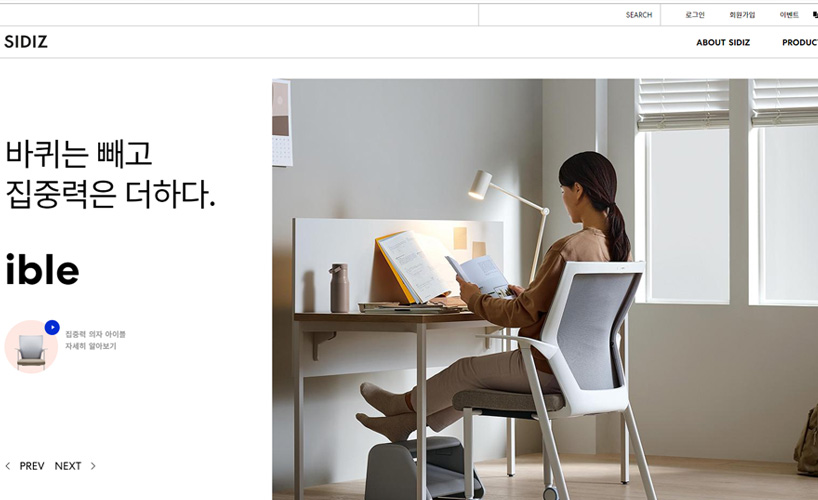 SEARCH 로그인 회원가입 이벤트
SIDIZ ABOUT SIDIZ PRODUC
바퀴는 빼고
집중력은 더하다.
ible
집중력 의자 아이블
자세히 알아보기
PREV NEXT